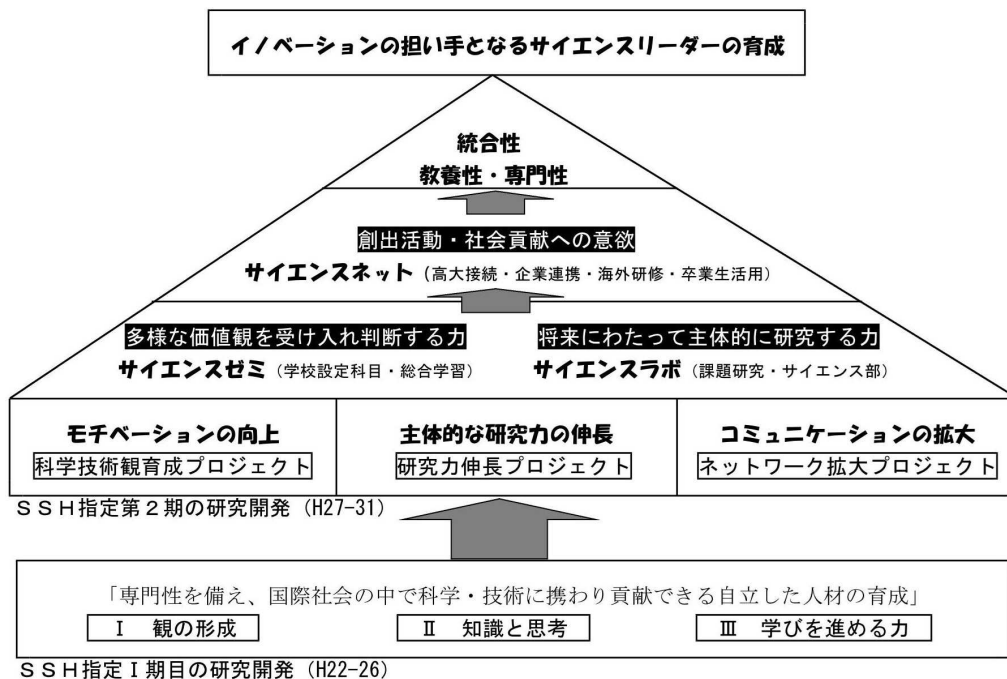 イノベーションの担い手となるサイエンスリーダーの育成
統合性
教養性・専門性
創出活動・社会貢献への意欲
サイエンスネット（高大接続・企業連携・海外研修・卒業生活用）
多様な価値観を受け入れ判断する力
サイエンスゼミ（学校設定科目・総合学習）
将来にわたって主体的に研究する力
サイエンスラボ（課題研究・サイエンス部）
モチベーションの向上
科学技術観育成プロジェクト
主体的な研究力の伸長
研究力伸長プロジェクト
コミュニケーションの拡大
ネットワーク拡大プロジェクト
ＳＳＨ指定第２期の研究開発（H27-31）
「専門性を備え、国際社会の中で科学・技術に携わり貢献できる自立した人材の育成」
Ⅰ　観の形成
Ⅱ　知識と思考
Ⅲ　学びを進める力
ＳＳＨ指定Ⅰ期目の研究開発（H22-26）